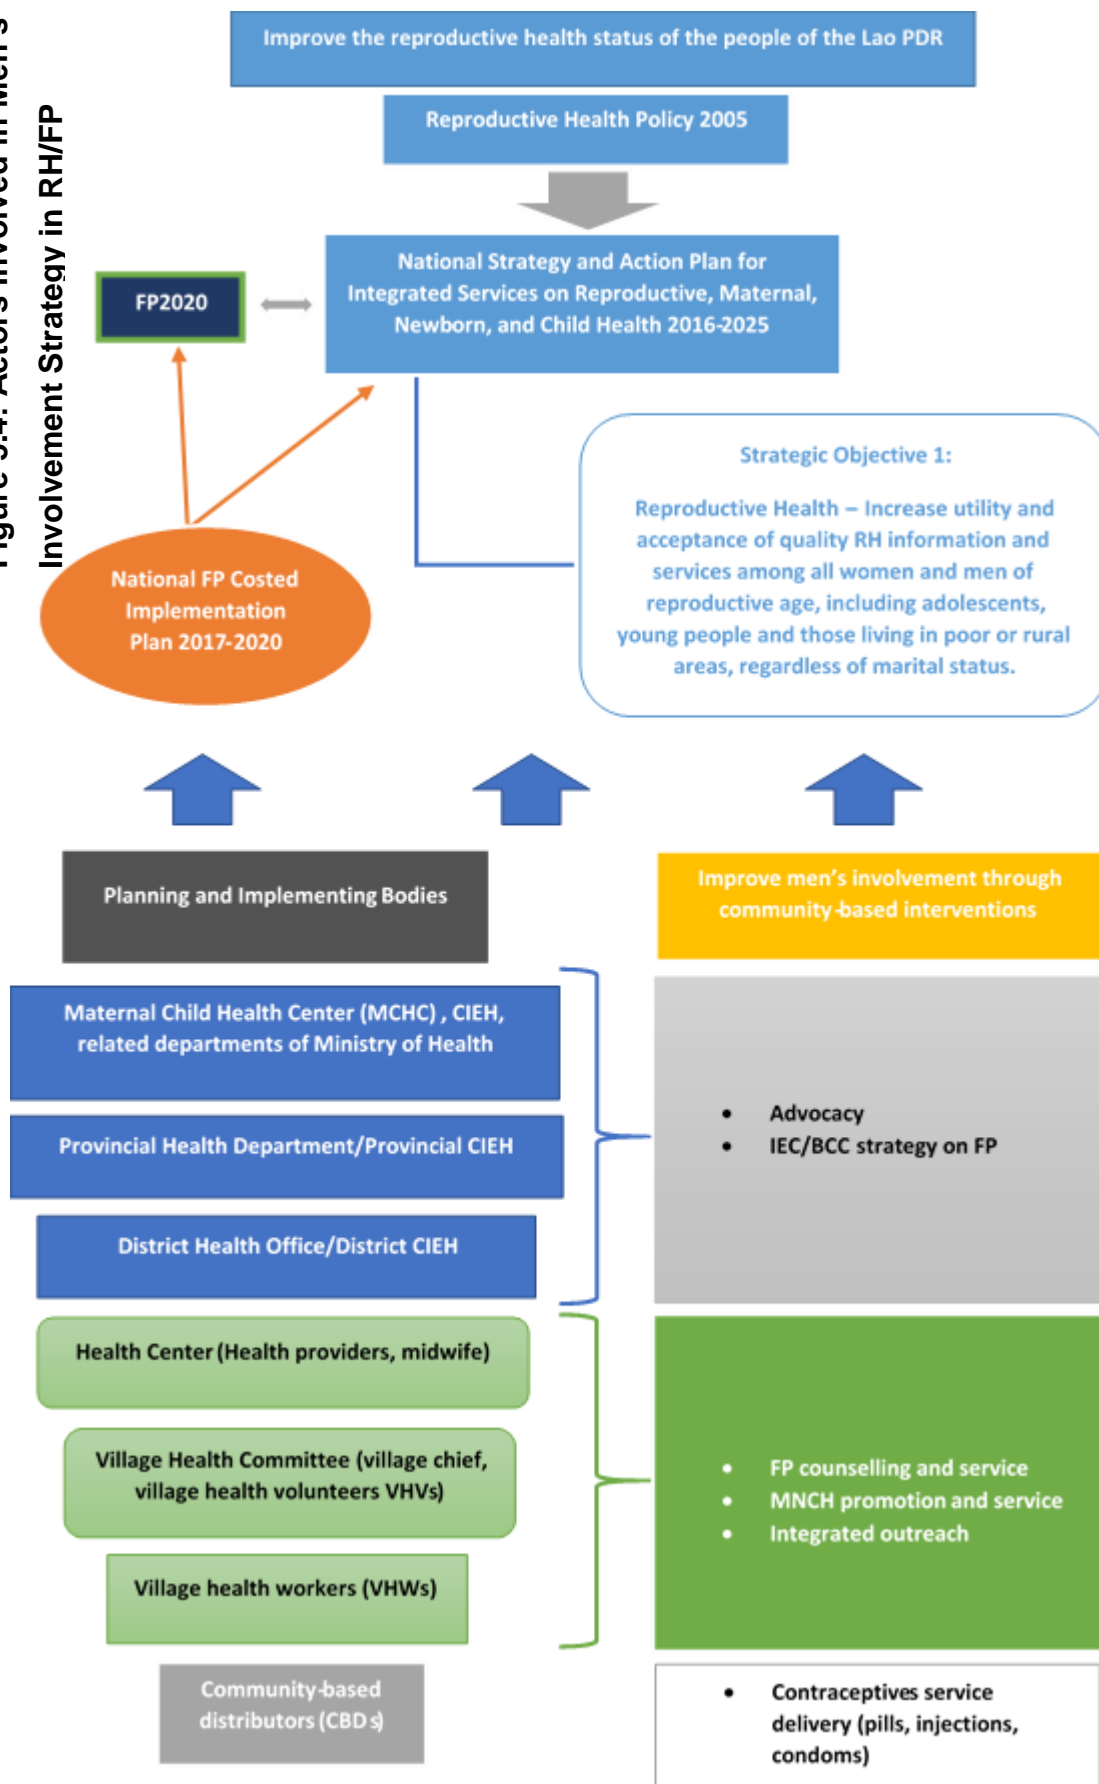 Figure 5.4: Actors Involved in Men's
Involvement Strategy in RH/FP
Improve the reproductive health status of the people of the Lao PDR
Reproductive Health Policy 2005
National Strategy and Action Plan for
Integrated Services on Reproductive, Maternal,
Newborn, and Child Health 2016-2025
FP2020
Strategic Objective 1:
Reproductive Health – Increase utility and
acceptance of quality RH information and
services among all women and men of
reproductive age, including adolescents,
young people and those living in poor or rural
areas, regardless of marital status.
National FP Costed
Implementation
Plan 2017-2020
Planning and Implementing Bodies
Improve men's involvement through
community-based interventions
Maternal Child Health Center (MCHC) , CIEH,
related departments of Ministry of Health
Provincial Health Department/Provincial CIEH
District Health Office/District CIEH
• Advocacy
• IEC/BCC strategy on FP
Health Center (Health providers, midwife)
Village Health Committee (village chief,
village health volunteers VHVs)
Village health workers (VHWs)
• FP counselling and service
• MNCH promotion and service
• Integrated outreach
Community-based
distributors (CBDs)
• Contraceptives service
delivery (pills, injections,
condoms)